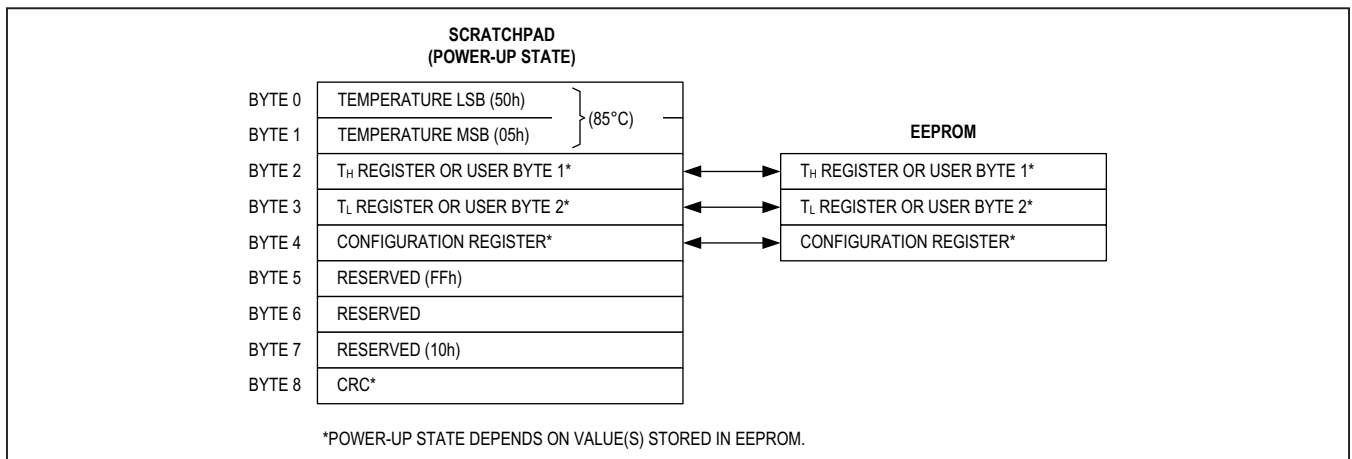 SCRATCHPAD
(POWER-UP STATE)
BYTE 0 TEMPERATURE LSB (50h)
(85°C)
BYTE 1 TEMPERATURE MSB (05h)
EEPROM
BYTE 2 TH REGISTER OR USER BYTE 1* TH REGISTER OR USER BYTE 1*
BYTE 3 TL REGISTER OR USER BYTE 2* TL REGISTER OR USER BYTE 2*
BYTE 4 CONFIGURATION REGISTER* CONFIGURATION REGISTER*
BYTE 5 RESERVED (FFh)
BYTE 6 RESERVED
BYTE 7 RESERVED (10h)
BYTE 8 CRC*
*POWER-UP STATE DEPENDS ON VALUE(S) STORED IN EEPROM.